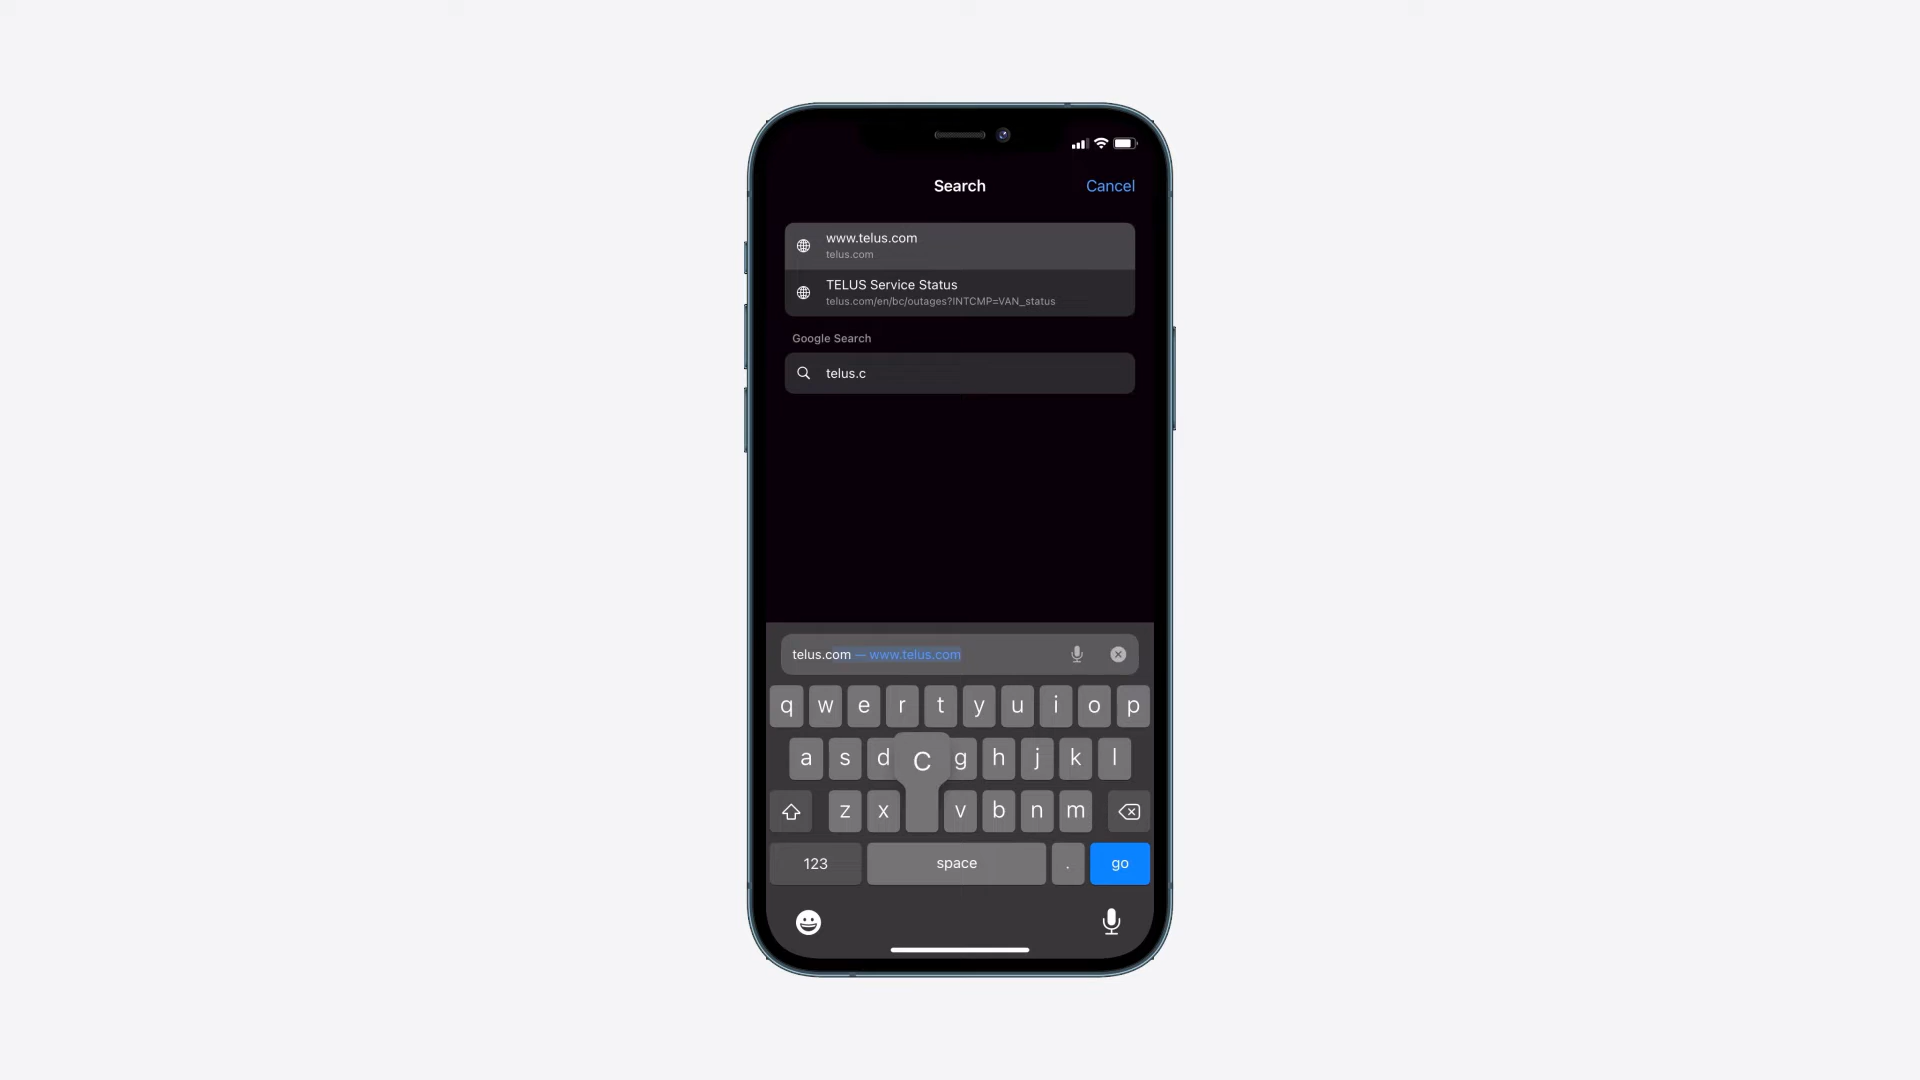 Search
Cancel
www.telus.com
telus.com
TELUS Service Status
telus.com/en/bc/outages?INTCMP=VAN_status
Google Search
telus.c
telus.com — www.telus.com
q w e r t y u i o p
a s d C g h j k l
z x v b n m
123 space . go